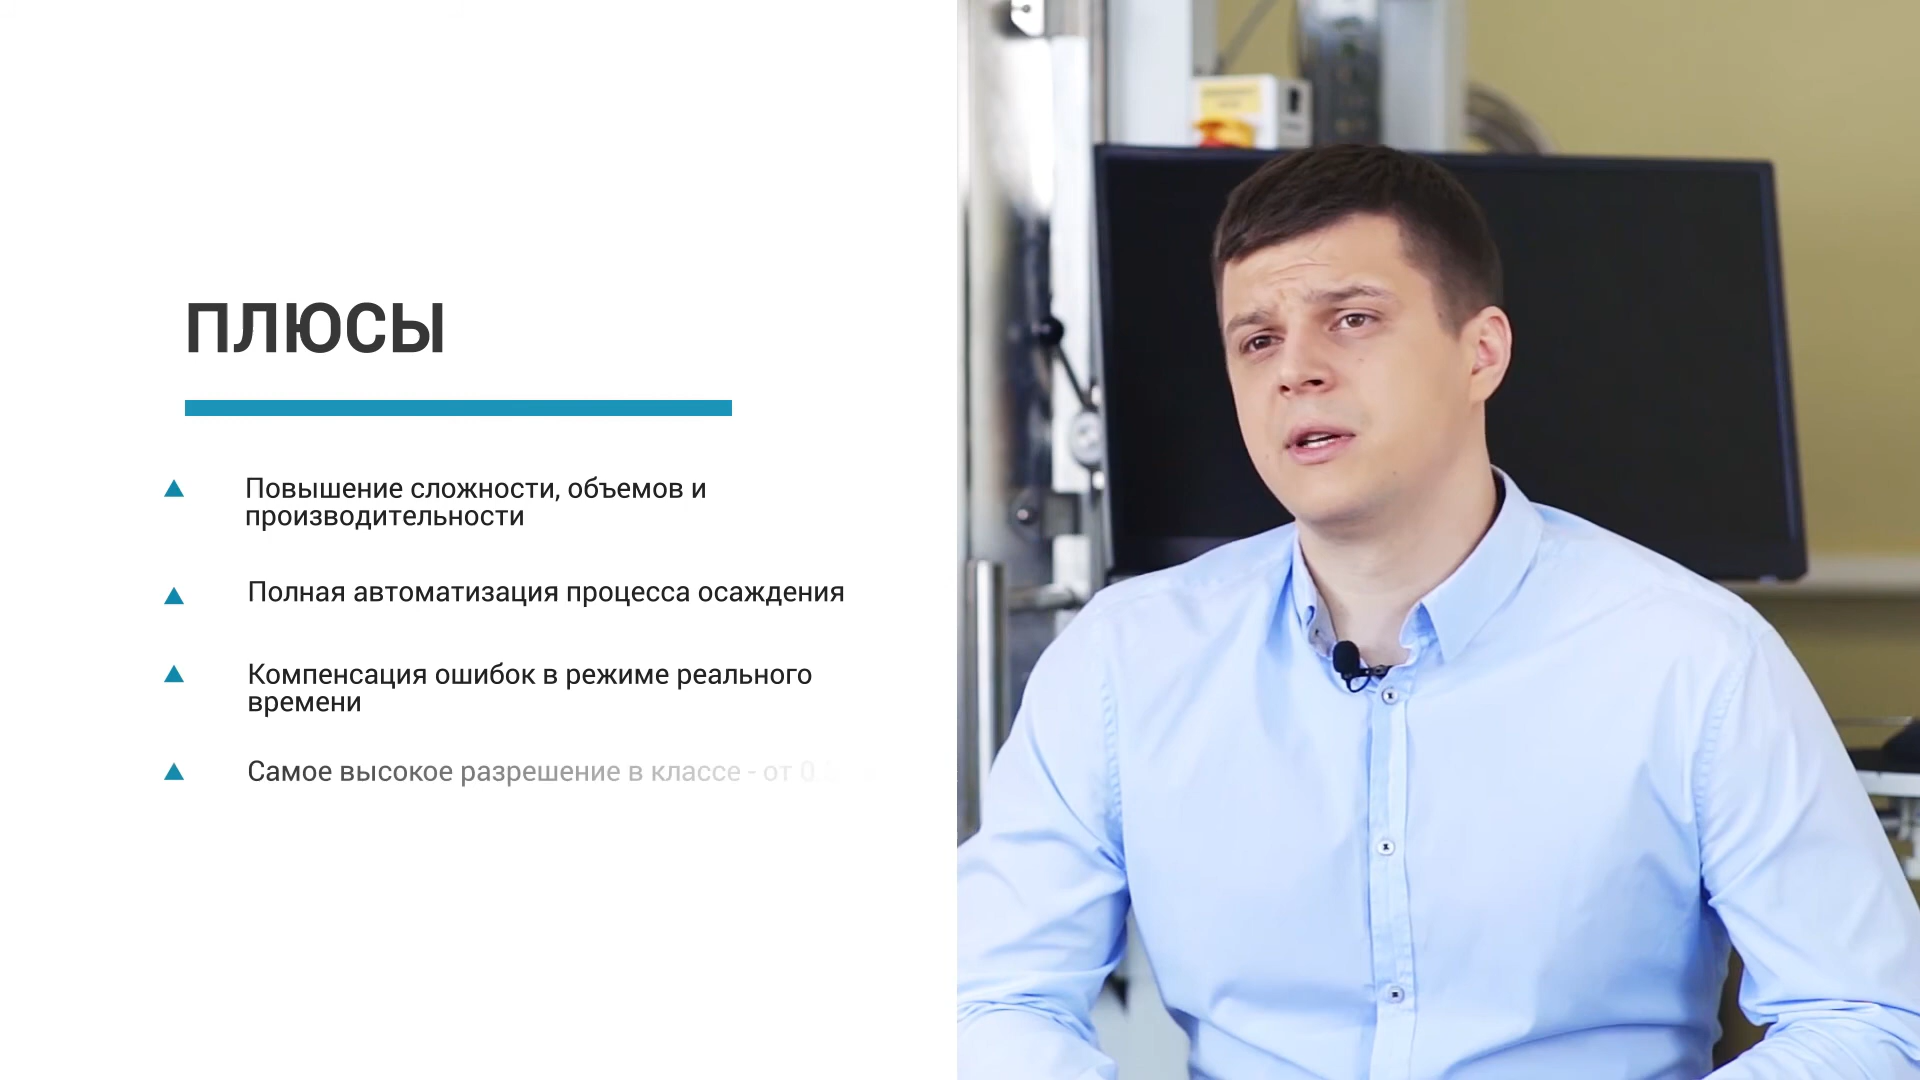 ПЛЮСЫ
Повышение сложности, объемов и
производительности
Полная автоматизация процесса осаждения
Компенсация ошибок в режиме реального
времени
Самое высокое разрешение в классе - от